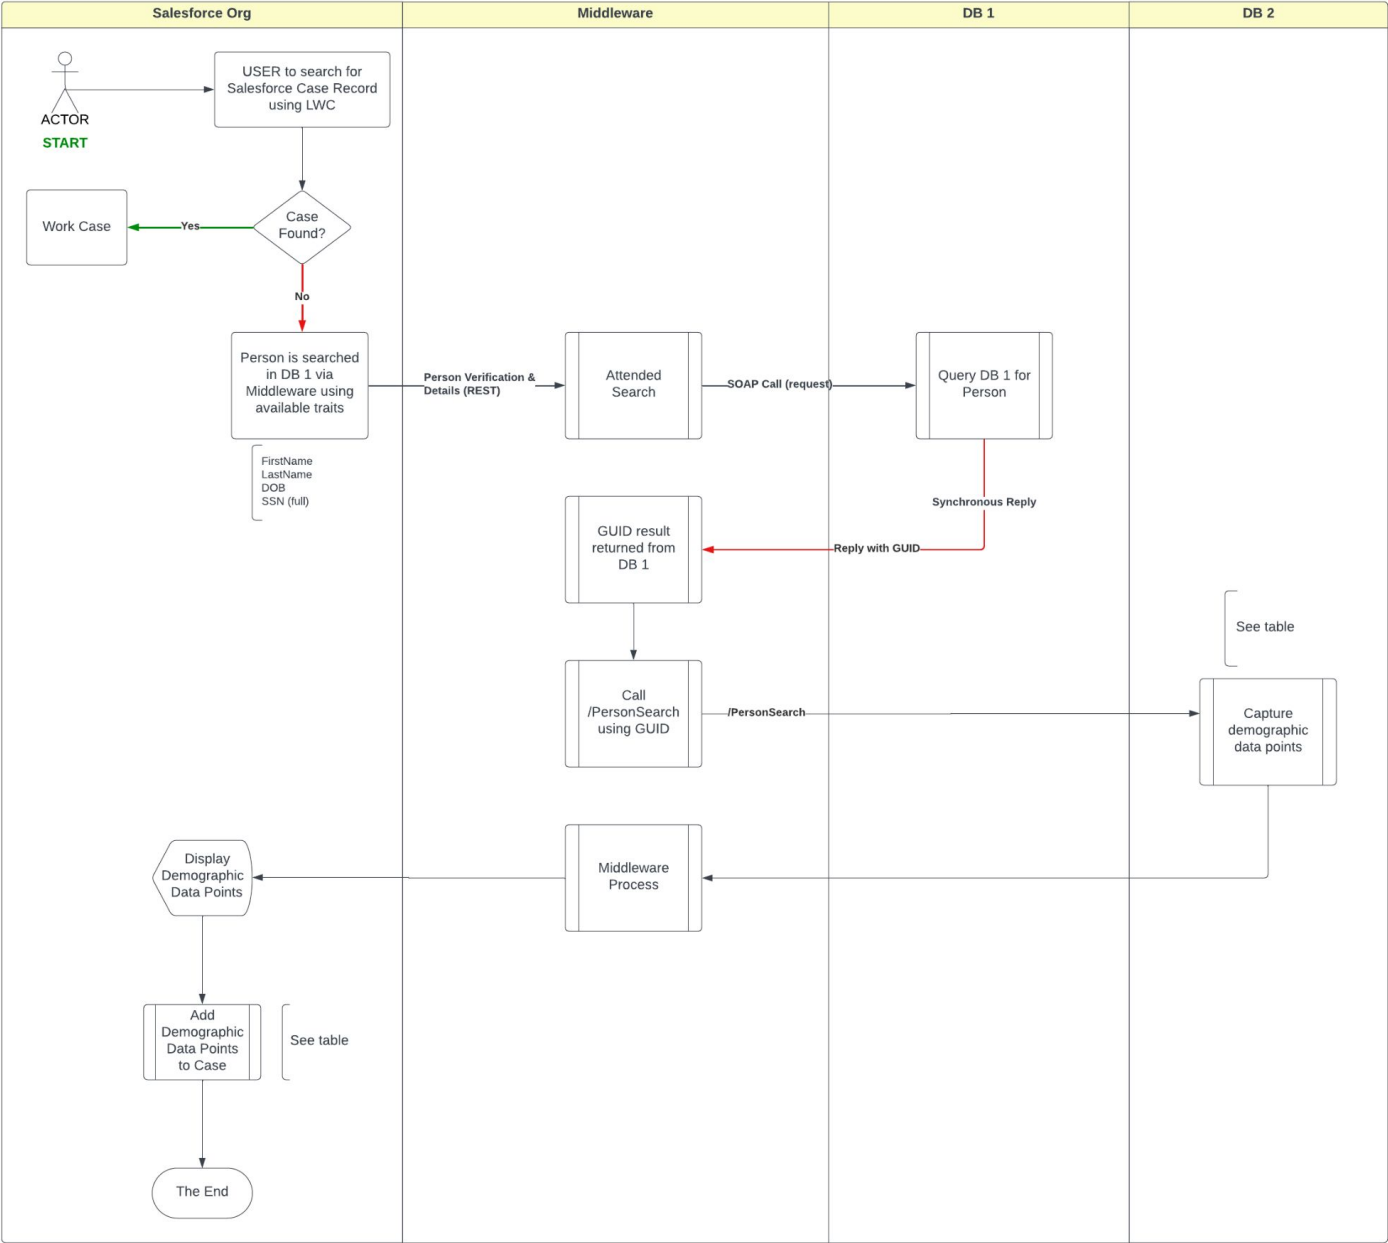 Salesforce Org
Middleware
DB 1
DB 2
USER to search for
Salesforce Case Record
using LWC
ACTOR
START
Case
Found?
Yes
Work Case
No
Person is searched
in DB 1 via
Middleware using
available traits
FirstName
LastName
DOB
SSN (full)
Person Verification &
Details (REST)
Attended
Search
SOAP Call (request)
Query DB 1 for
Person
Synchronous Reply
Reply with GUID
GUID result
returned from
DB 1
Call
/PersonSearch
using GUID
/PersonSearch
See table
Capture
demographic
data points
Middleware
Process
Display
Demographic
Data Points
Add
Demographic
Data Points
to Case
See table
The End